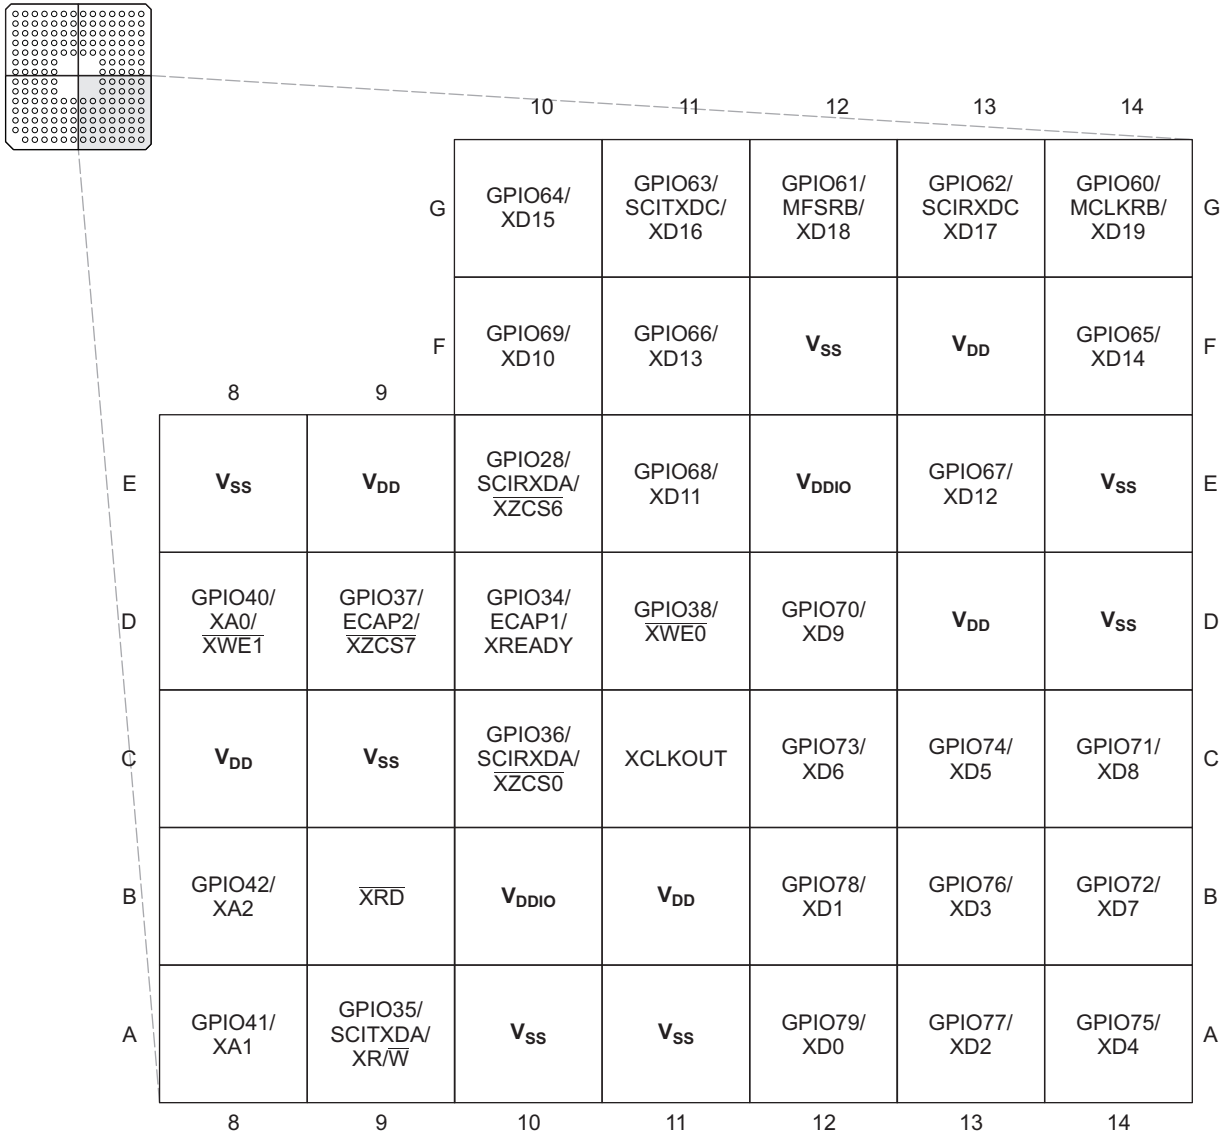 10 11 12 13 14
G GPIO64/ GPIO63/ GPIO61/ GPIO62/ GPIO60/ G
XD15 SCITXDC/ MFSRB/ SCIRXDC MCLKRB/
XD16 XD18 XD17 XD19
F GPIO69/ GPIO66/ VSS VDD GPIO65/ F
XD10 XD13 XD14
8 9
E VSS VDD GPIO28/ GPIO68/ VDDIO GPIO67/ VSS E
SCIRXDA/ XD11 XD12
XZCS6
D GPIO40/ GPIO37/ GPIO34/ GPIO38/ GPIO70/ VDD VSS D
XA0/ ECAP2/ ECAP1/ XWE0 XD9
XWE1 XZCS7 XREADY
C VDD VSS GPIO36/ XCLKOUT GPIO73/ GPIO74/ GPIO71/ C
SCIRXDA/ XD6 XD5 XD8
XZCS0
B GPIO42/ XRD VDDIO VDD GPIO78/ GPIO76/ GPIO72/ B
XA2 XD1 XD3 XD7
A GPIO41/ GPIO35/ VSS VSS GPIO79/ GPIO77/ GPIO75/ A
XA1 SCITXDA/ XD0 XD2 XD4
XR/W
8 9 10 11 12 13 14